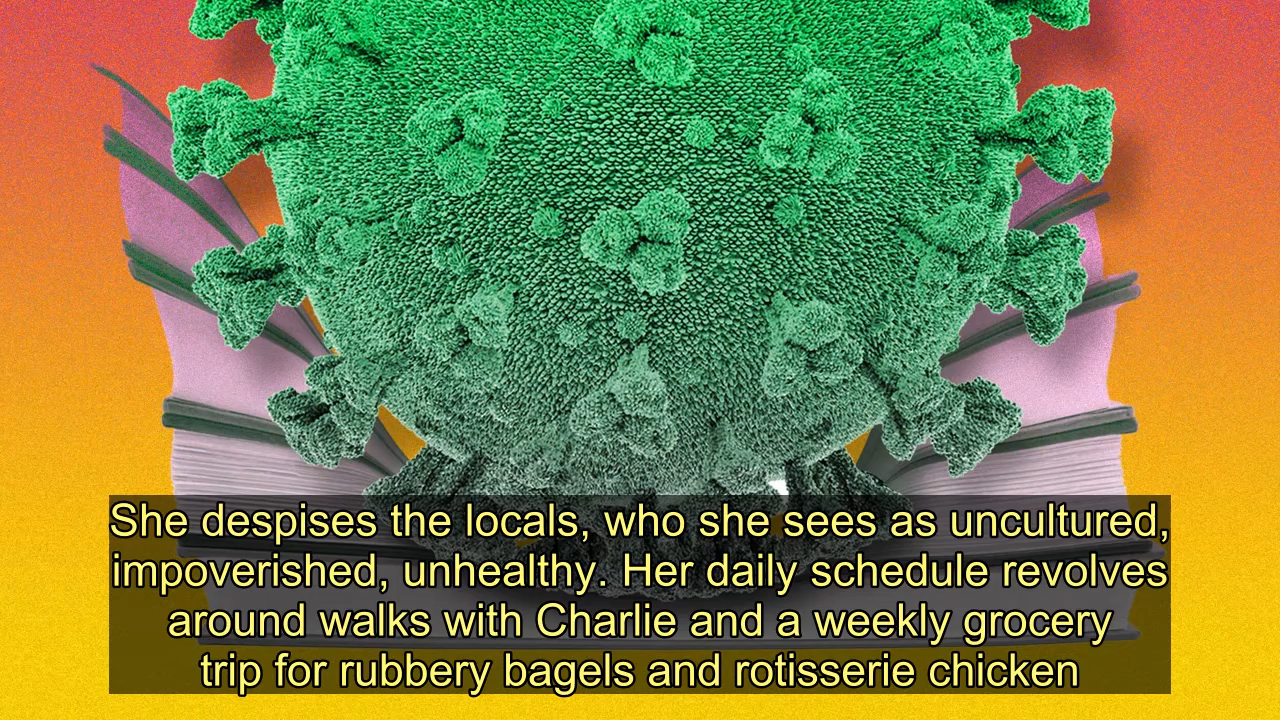 She despises the locals, who she sees as uncultured,
impoverished, unhealthy. Her daily schedule revolves
around walks with Charlie and a weekly grocery
trip for rubbery bagels and rotisserie chicken